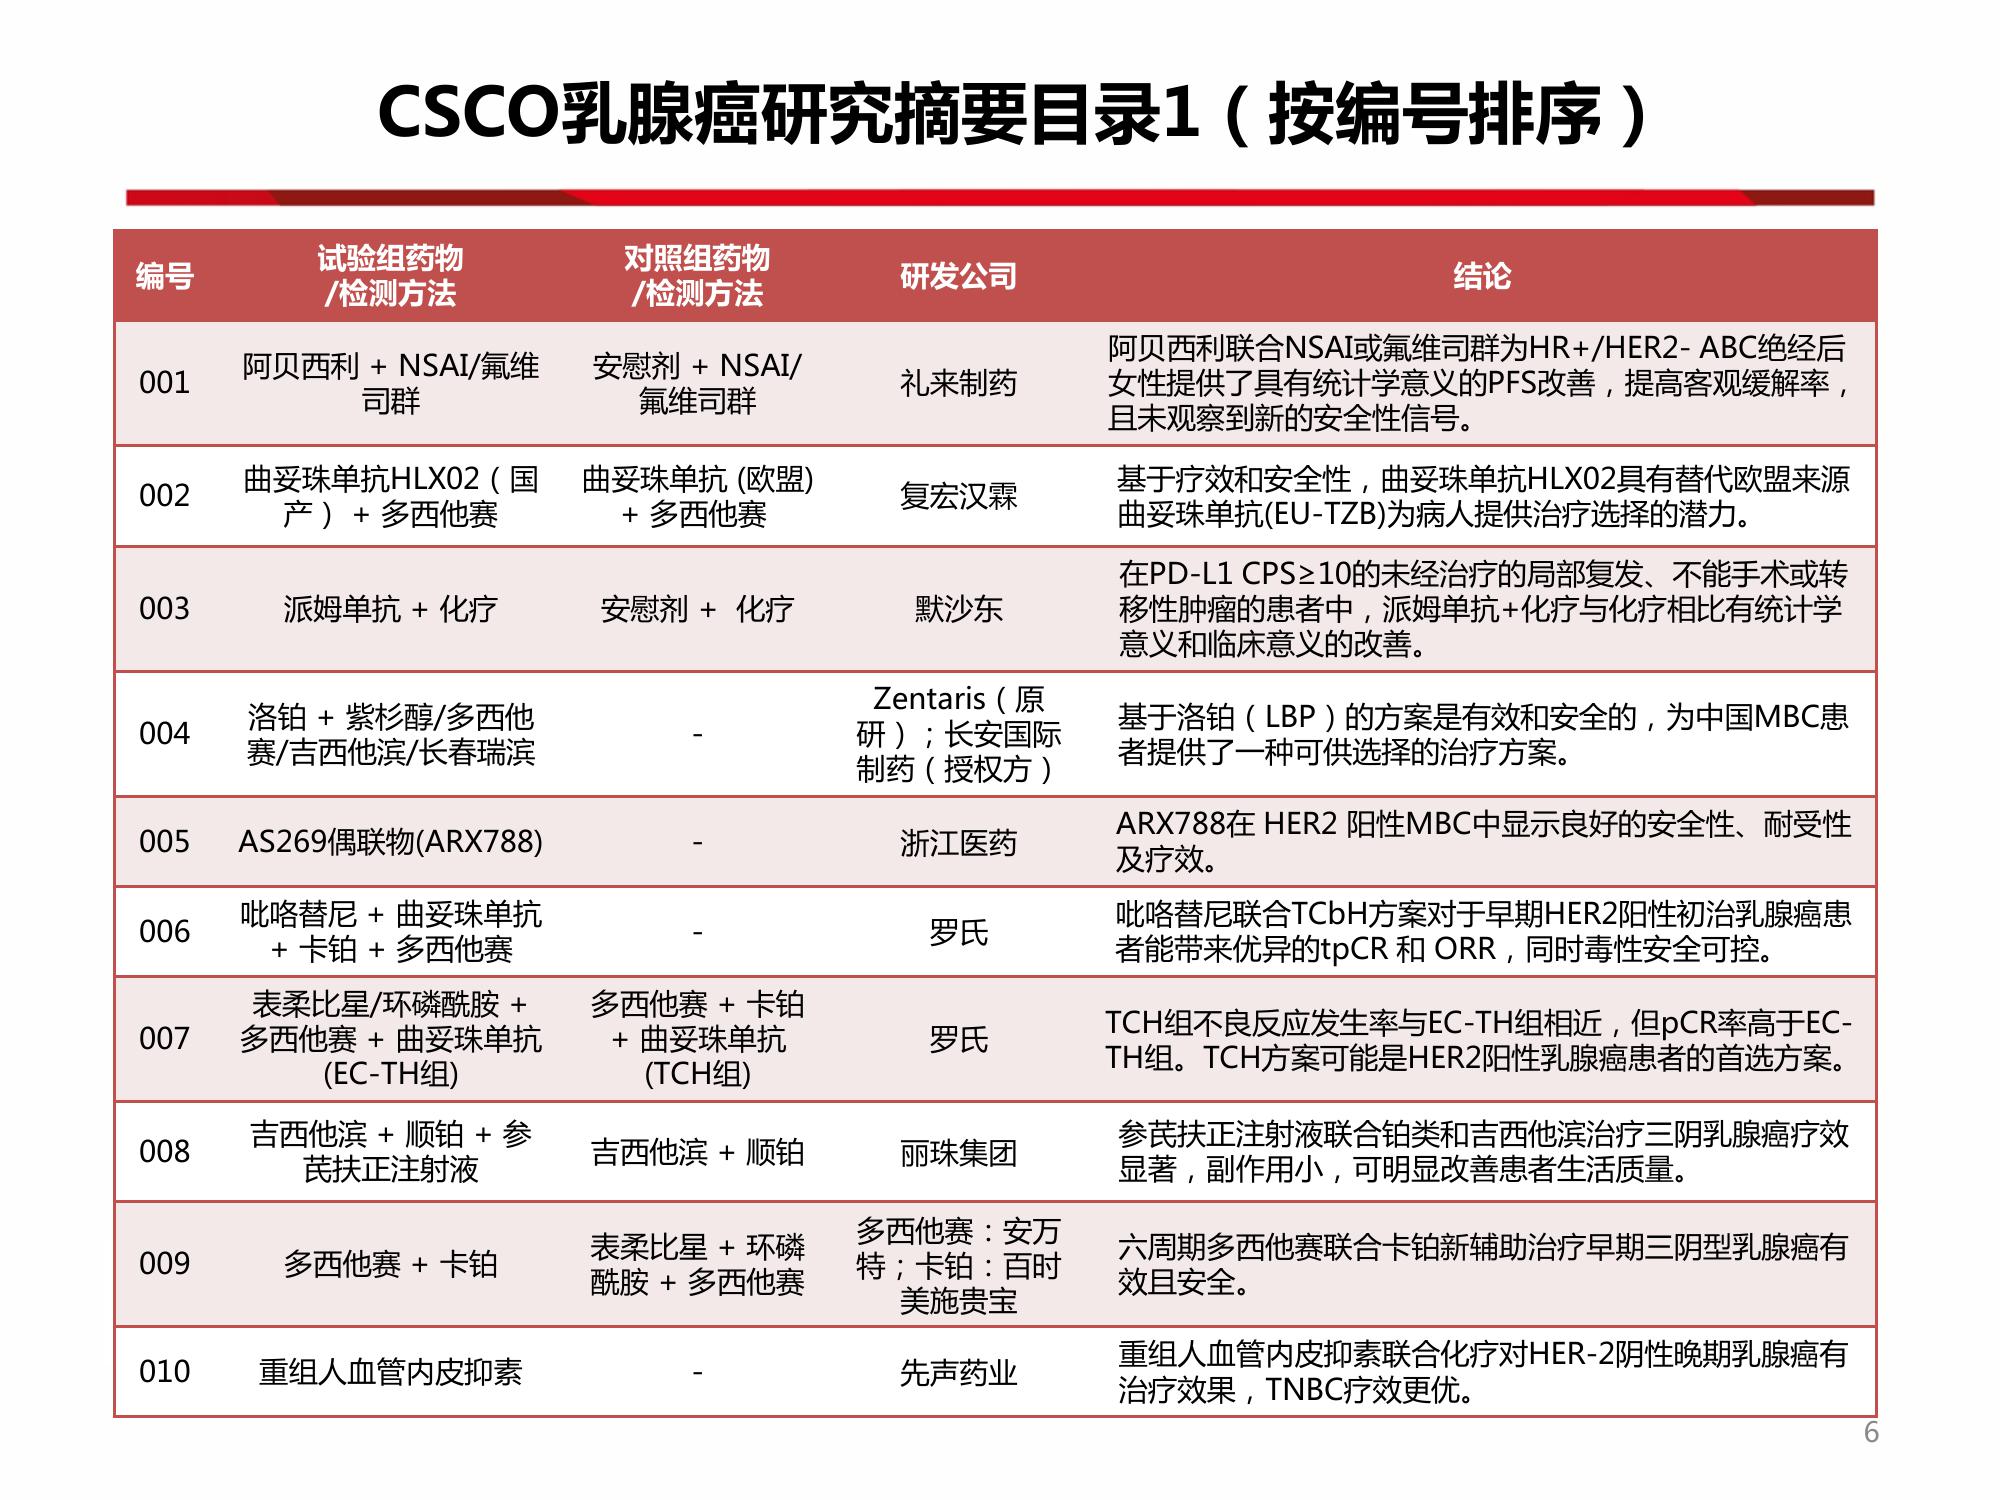 CSCO乳腺癌研究摘要目录1（按编号排序）
编号
试验组药物
/检测方法
对照组药物
/检测方法
研发公司
结论
001
阿贝西利 + NSAI/氟维
司群
安慰剂 + NSAI/
氟维司群
礼来制药
阿贝西利联合NSAI或氟维司群为HR+/HER2- ABC绝经后
女性提供了具有统计学意义的PFS改善，提高客观缓解率，
且未观察到新的安全性信号。
002
曲妥珠单抗HLX02（国
产） + 多西他赛
曲妥珠单抗 (欧盟)
+ 多西他赛
复宏汉霖
基于疗效和安全性，曲妥珠单抗HLX02具有替代欧盟来源
曲妥珠单抗(EU-TZB)为病人提供治疗选择的潜力。
003
派姆单抗 + 化疗
安慰剂 + 化疗
默沙东
在PD-L1 CPS≥10的未经治疗的局部复发、不能手术或转
移性肿瘤的患者中，派姆单抗+化疗与化疗相比有统计学
意义和临床意义的改善。
004
洛铂 + 紫杉醇/多西他
赛/吉西他滨/长春瑞滨
-
Zentaris（原
研）；长安国际
制药（授权方）
基于洛铂（LBP）的方案是有效和安全的，为中国MBC患
者提供了一种可供选择的治疗方案。
005
AS269偶联物(ARX788)
-
浙江医药
ARX788在 HER2 阳性MBC中显示良好的安全性、耐受性
及疗效。
006
吡咯替尼 + 曲妥珠单抗
+ 卡铂 + 多西他赛
-
罗氏
吡咯替尼联合TCbH方案对于早期HER2阳性初治乳腺癌患
者能带来优异的tpCR 和 ORR，同时毒性安全可控。
007
表柔比星/环磷酰胺 +
多西他赛 + 曲妥珠单抗
(EC-TH组)
多西他赛 + 卡铂
+ 曲妥珠单抗
(TCH组)
罗氏
TCH组不良反应发生率与EC-TH组相近，但pCR率高于EC-
TH组。TCH方案可能是HER2阳性乳腺癌患者的首选方案。
008
吉西他滨 + 顺铂 + 参
芪扶正注射液
吉西他滨 + 顺铂
丽珠集团
参芪扶正注射液联合铂类和吉西他滨治疗三阴乳腺癌疗效
显著，副作用小，可明显改善患者生活质量。
009
多西他赛 + 卡铂
表柔比星 + 环磷
酰胺 + 多西他赛
多西他赛：安万
特；卡铂：百时
美施贵宝
六周期多西他赛联合卡铂新辅助治疗早期三阴型乳腺癌有
效且安全。
010
重组人血管内皮抑素
-
先声药业
重组人血管内皮抑素联合化疗对HER-2阴性晚期乳腺癌有
治疗效果，TNBC疗效更优。
6